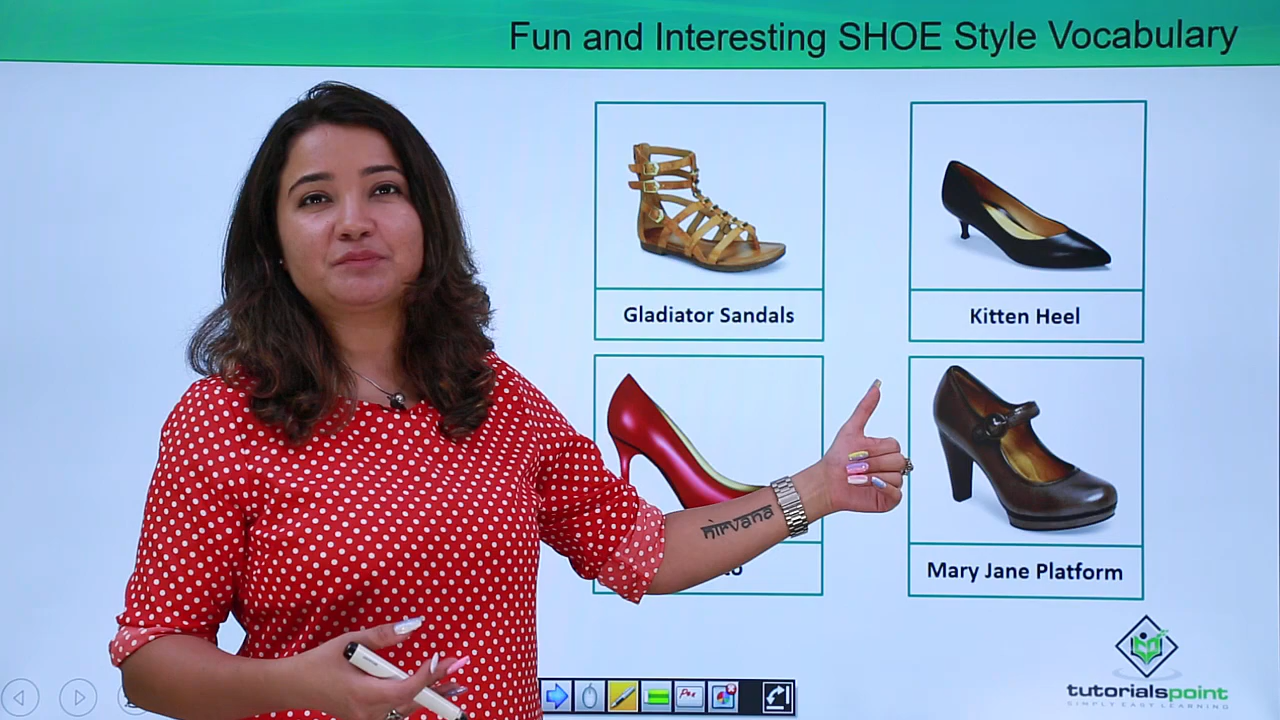 Fun and Interesting SHOE Style Vocabulary
Gladiator Sandals
Kitten Heel
Mary Jane Platform
nirvana
tutorialspoint
SIMPLY EASY LEARNING